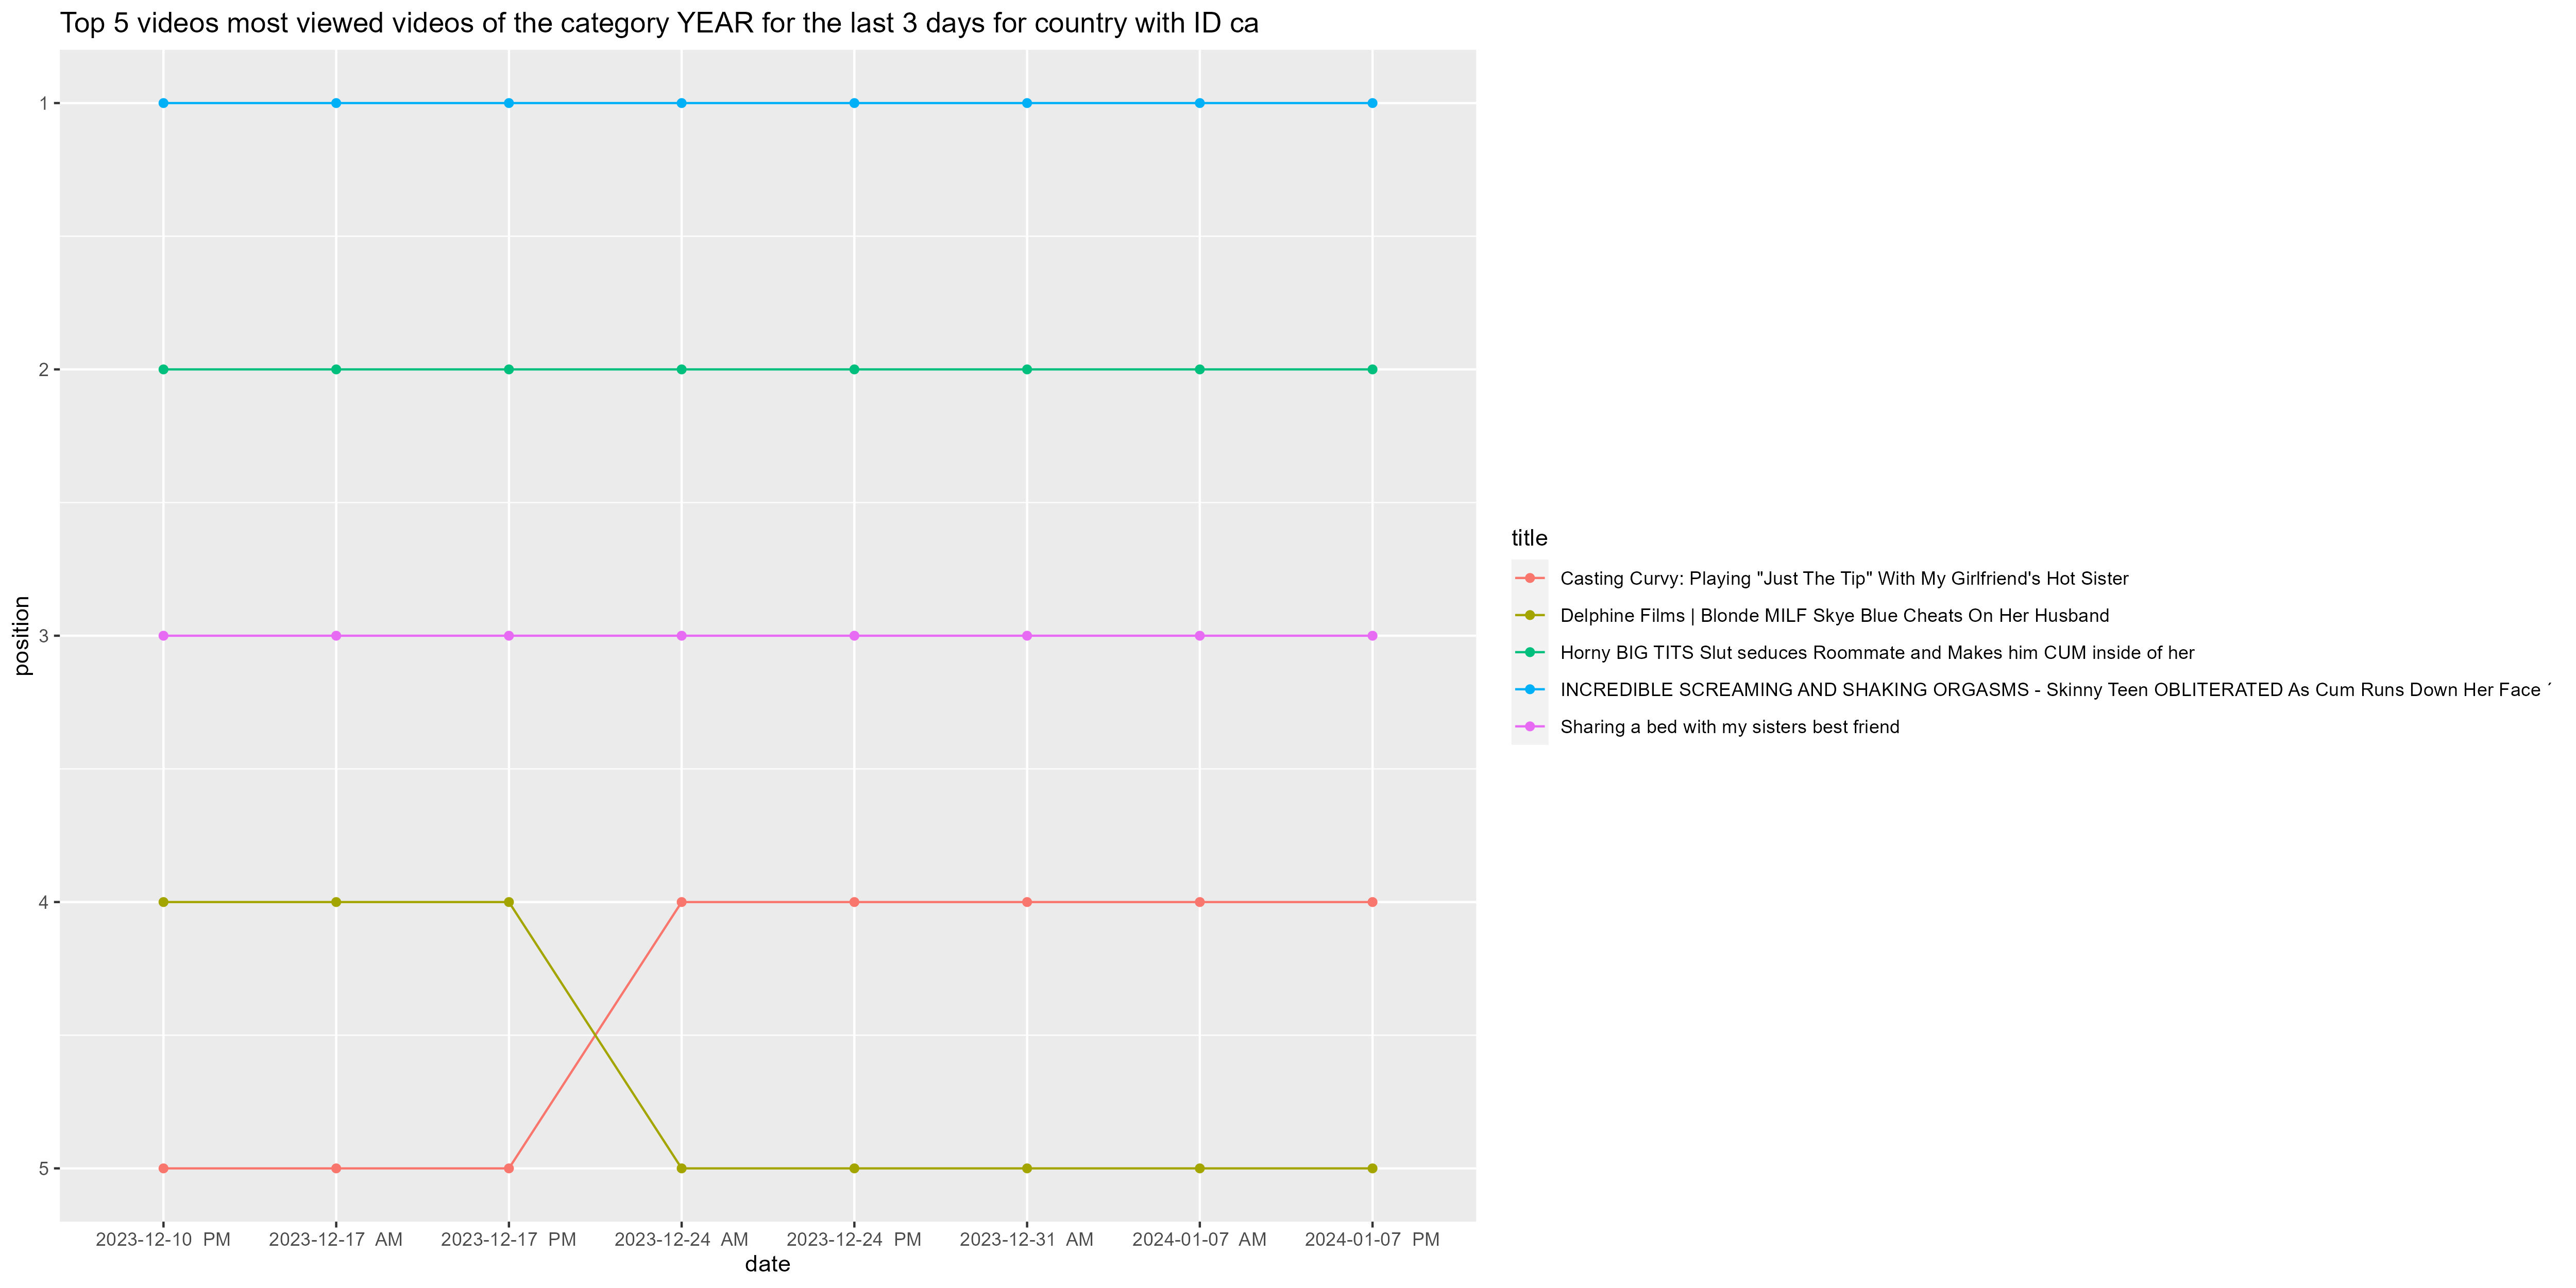 Top 5 videos most viewed videos of the category YEAR for the last 3 days for country with ID ca
1
2
3
4
5
position
2023-12-10 PM
2023-12-17 AM
2023-12-17 PM
2023-12-24 AM
2023-12-24 PM
2023-12-31 AM
2024-01-07 AM
2024-01-07 PM
date
title
Casting Curvy: Playing "Just The Tip" With My Girlfriend's Hot Sister
Delphine Films | Blonde MILF Skye Blue Cheats On Her Husband
Horny BIG TITS Slut seduces Roommate and Makes him CUM inside of her
INCREDIBLE SCREAMING AND SHAKING ORGASMS - Skinny Teen OBLITERATED As Cum Runs Down Her Face
Sharing a bed with my sisters best friend